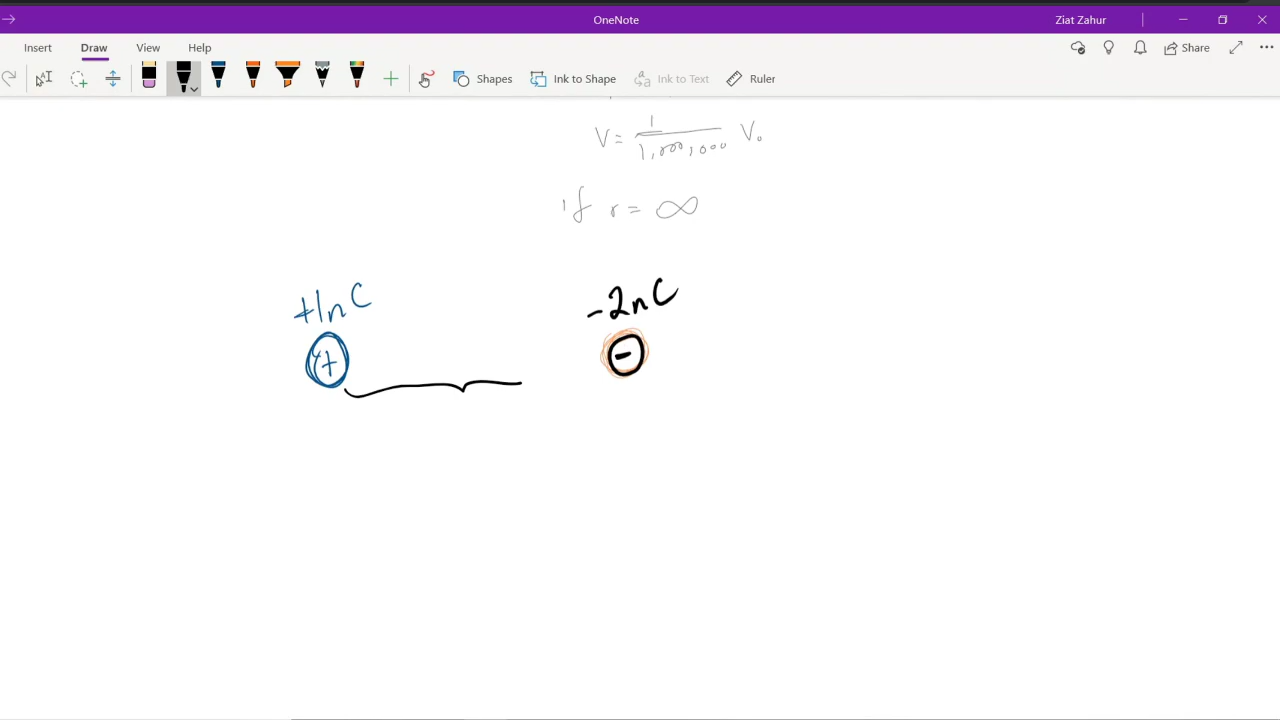 OneNote
Ziat Zahur
Insert Draw View Help
Share
Shapes Ink to Shape Ink to Text Ruler
V = 1/1,000,000 V₀
if r = ∞
+1nC
-2nC
+
-